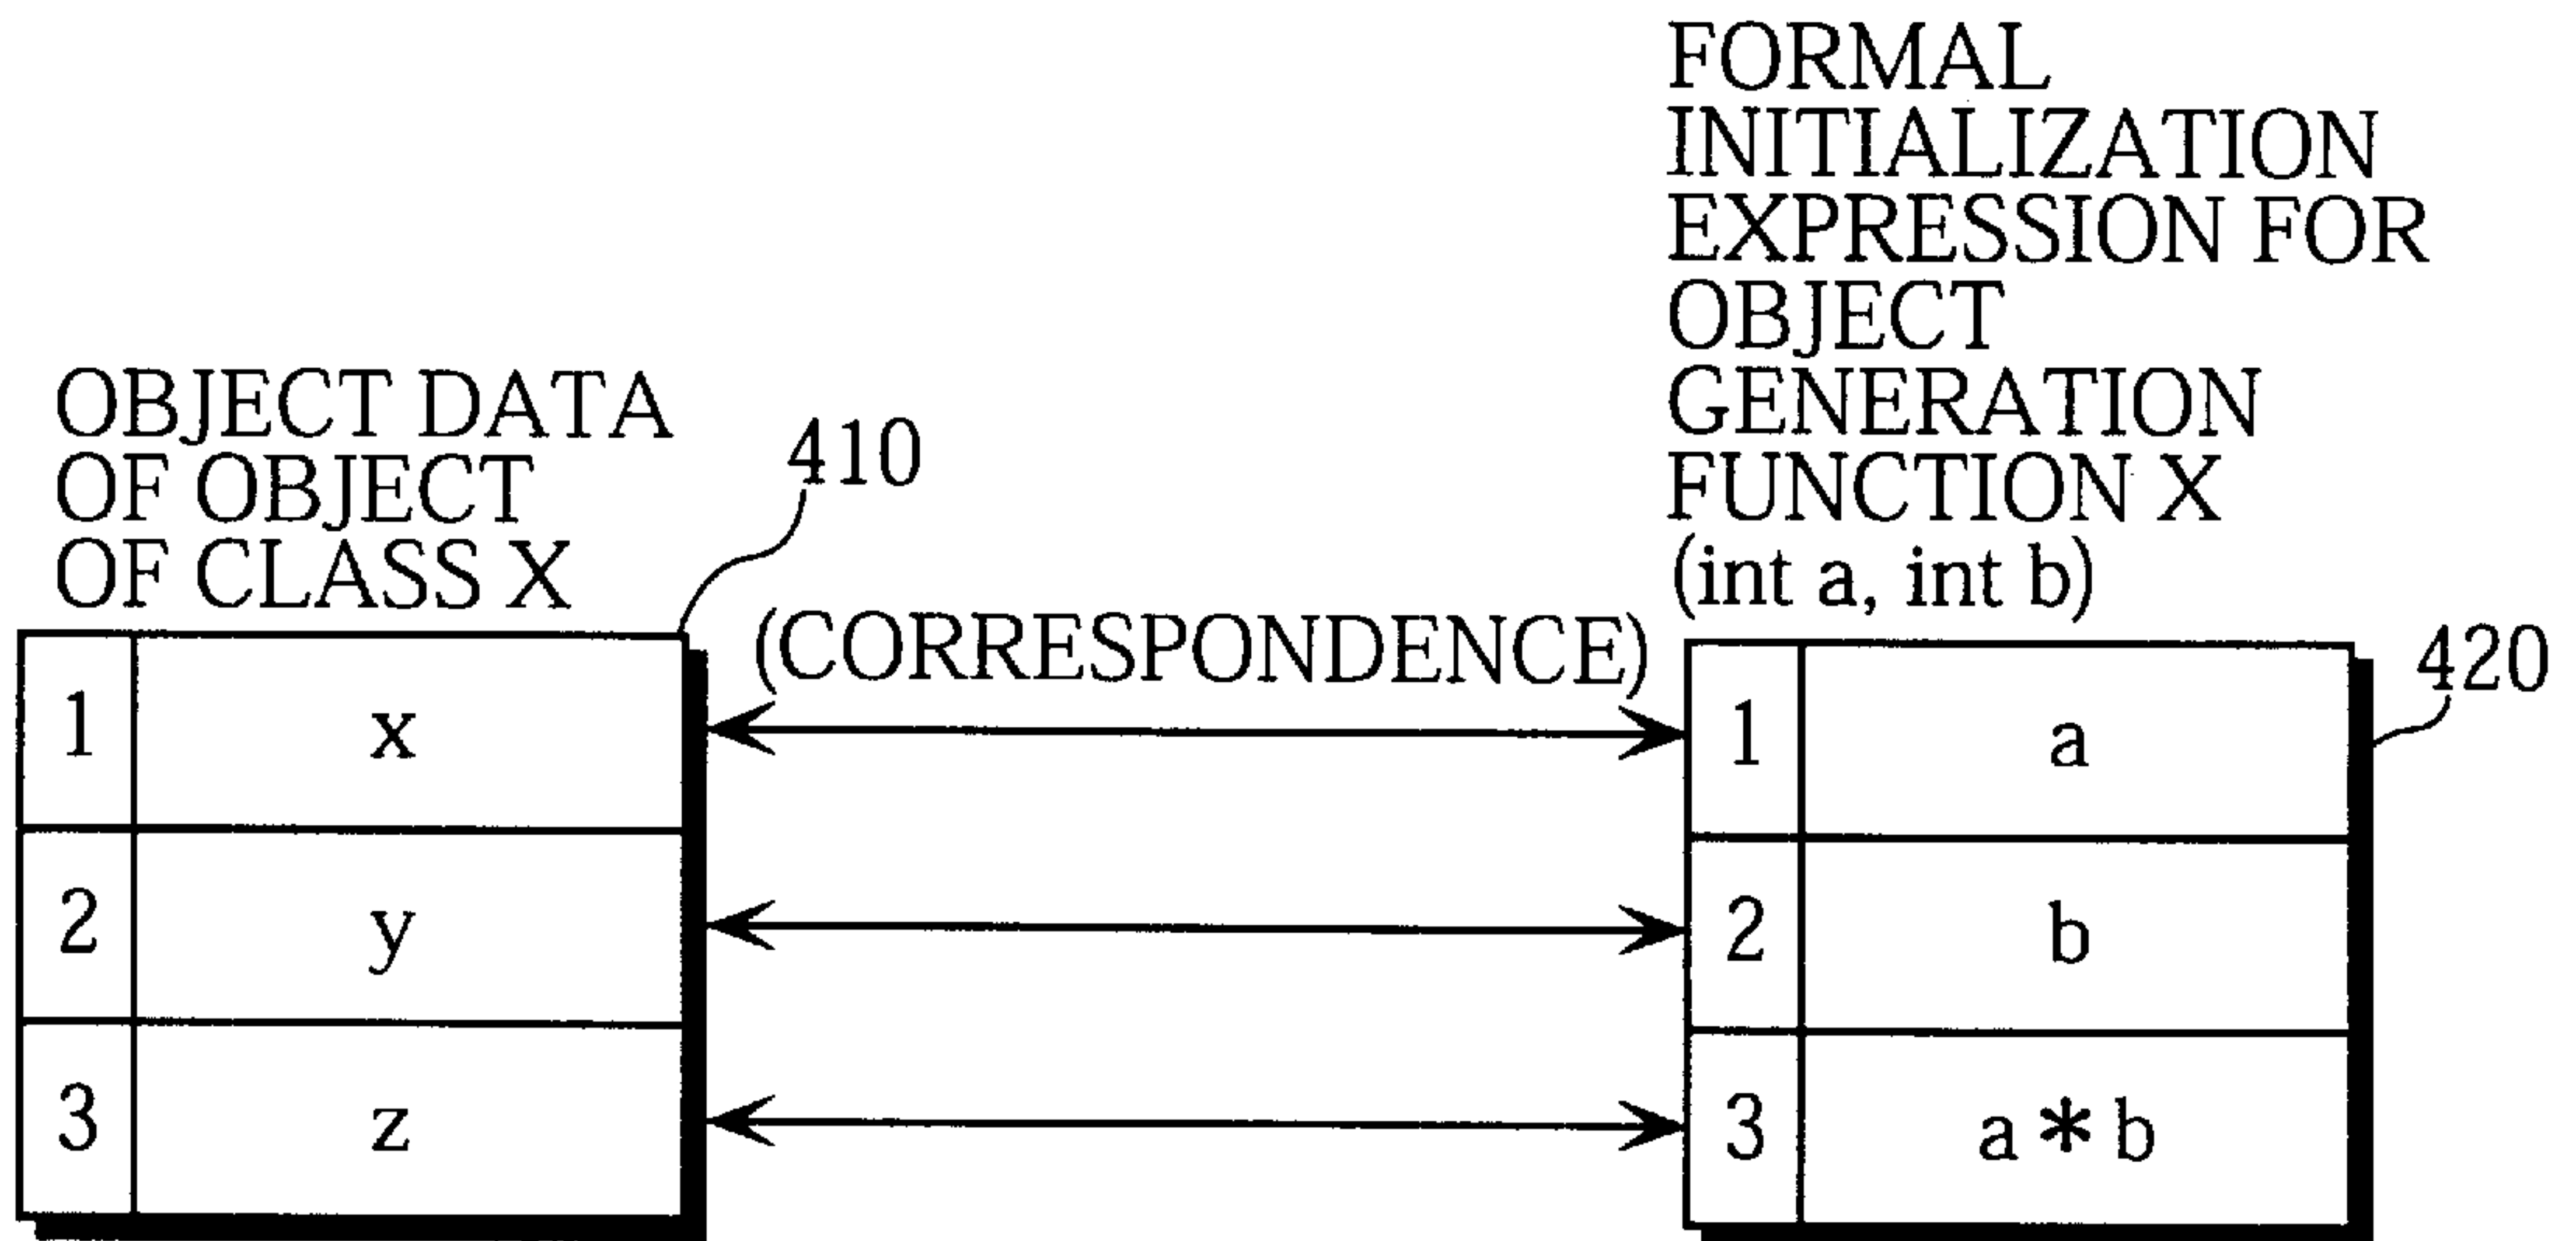 FORMAL
INITIALIZATION
EXPRESSION FOR
OBJECT
GENERATION
FUNCTION X
(int a, int b)
OBJECT DATA
OF OBJECT
OF CLASS X
410
(CORRESPONDENCE)
420
1 x
1 a
2 y
2 b
3 z
3 a * b